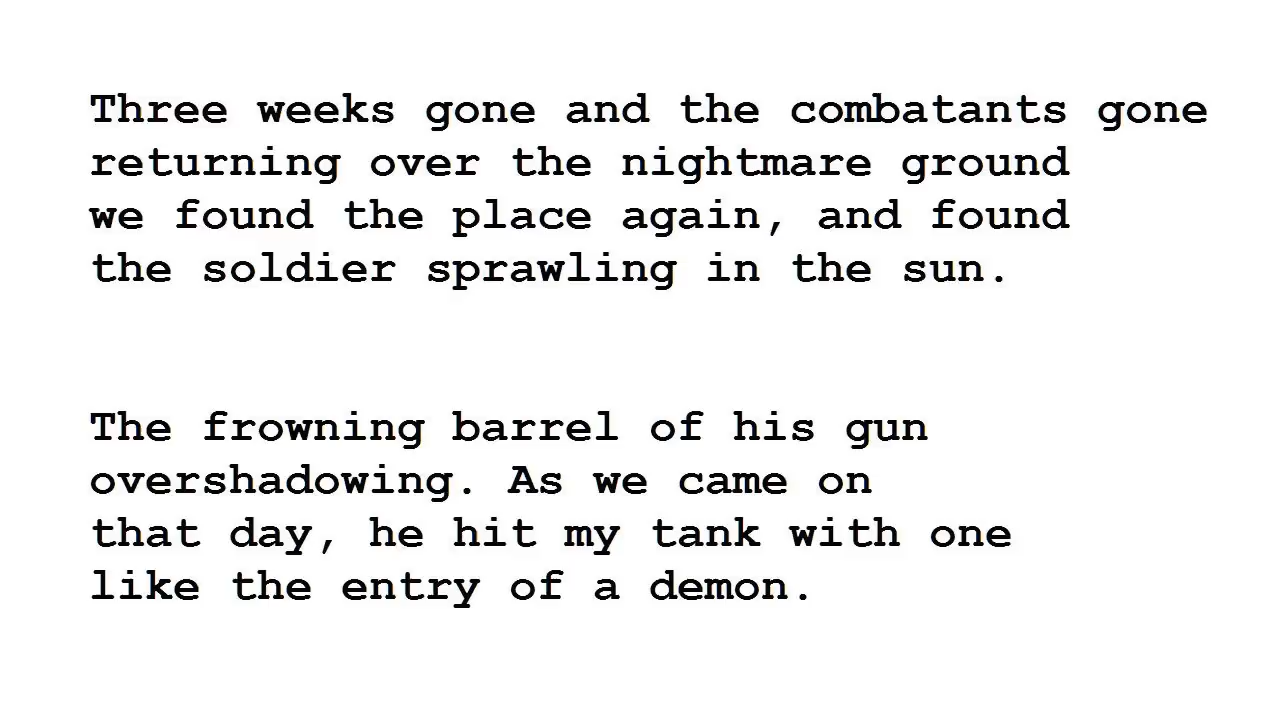 Three weeks gone and the combatants gone
returning over the nightmare ground
we found the place again, and found
the soldier sprawling in the sun.
The frowning barrel of his gun
overshadowing. As we came on
that day, he hit my tank with one
like the entry of a demon.